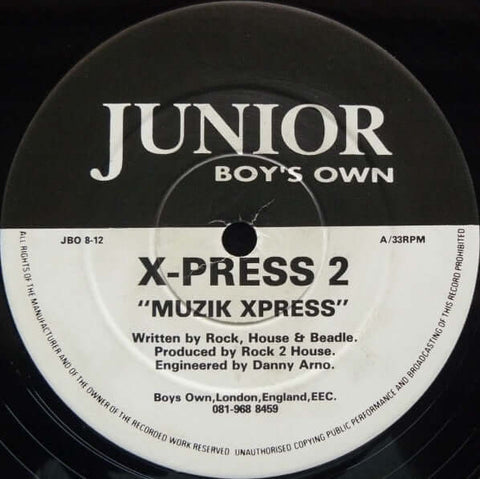 JUNIOR
BOY'S OWN
JBO 8-12
A/33RPM
X-PRESS 2
"MUZIK XPRESS"
Written by Rock, House & Beadle.
Produced by Rock 2 House.
Engineered by Danny Arno.
Boys Own,London,England,EEC.
081-968 8459
ALL RIGHTS OF THE MANUFACTURER AND OF THE OWNER OF THE RECORDED WORK RESERVED UNAUTHORISED COPYING PUBLIC PERFORMANCE AND BROADCASTING OF THIS RECORD PROHIBITED